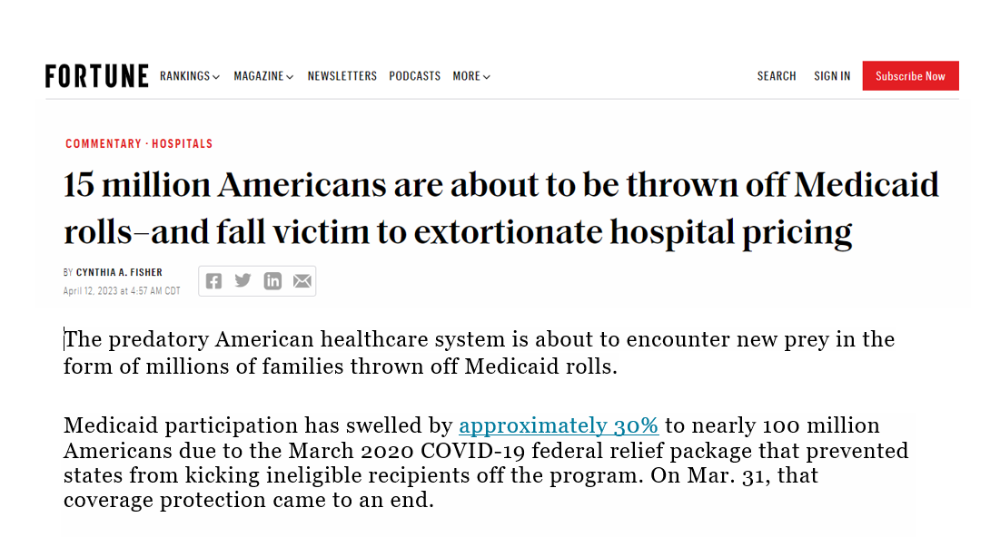 FORTUNE RANKINGS MAGAZINE NEWSLETTERS PODCASTS MORE SEARCH SIGN IN Subscribe Now
COMMENTARY · HOSPITALS
15 million Americans are about to be thrown off Medicaid
rolls–and fall victim to extortionate hospital pricing
BY CYNTHIA A. FISHER
April 12, 2023 at 4:57 AM CDT
The predatory American healthcare system is about to encounter new prey in the
form of millions of families thrown off Medicaid rolls.
Medicaid participation has swelled by approximately 30% to nearly 100 million
Americans due to the March 2020 COVID-19 federal relief package that prevented
states from kicking ineligible recipients off the program. On Mar. 31, that
coverage protection came to an end.